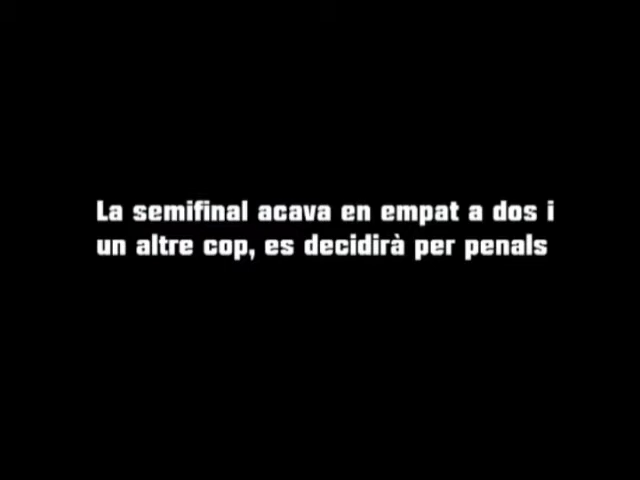 La semifinal acava en empat a dos i
un altre cop, es decidirà per penals